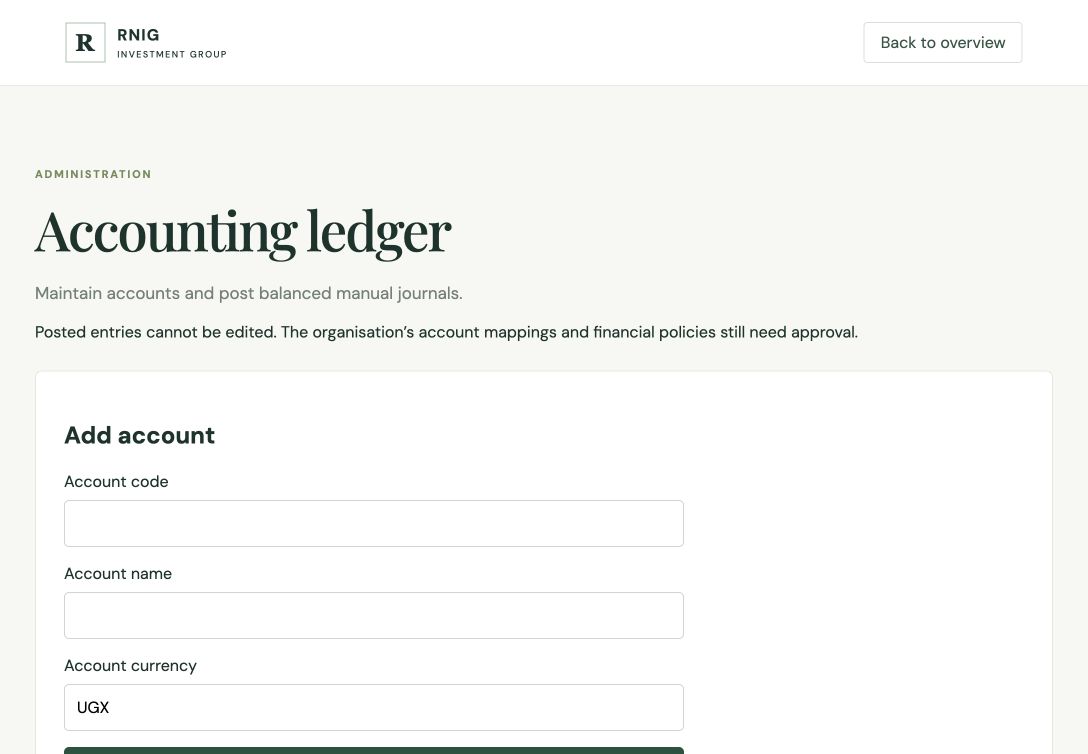 R
RNIG
INVESTMENT GROUP
Back to overview
ADMINISTRATION
Accounting ledger
Maintain accounts and post balanced manual journals.
Posted entries cannot be edited. The organisation’s account mappings and financial policies still need approval.
Add account
Account code
Account name
Account currency
UGX